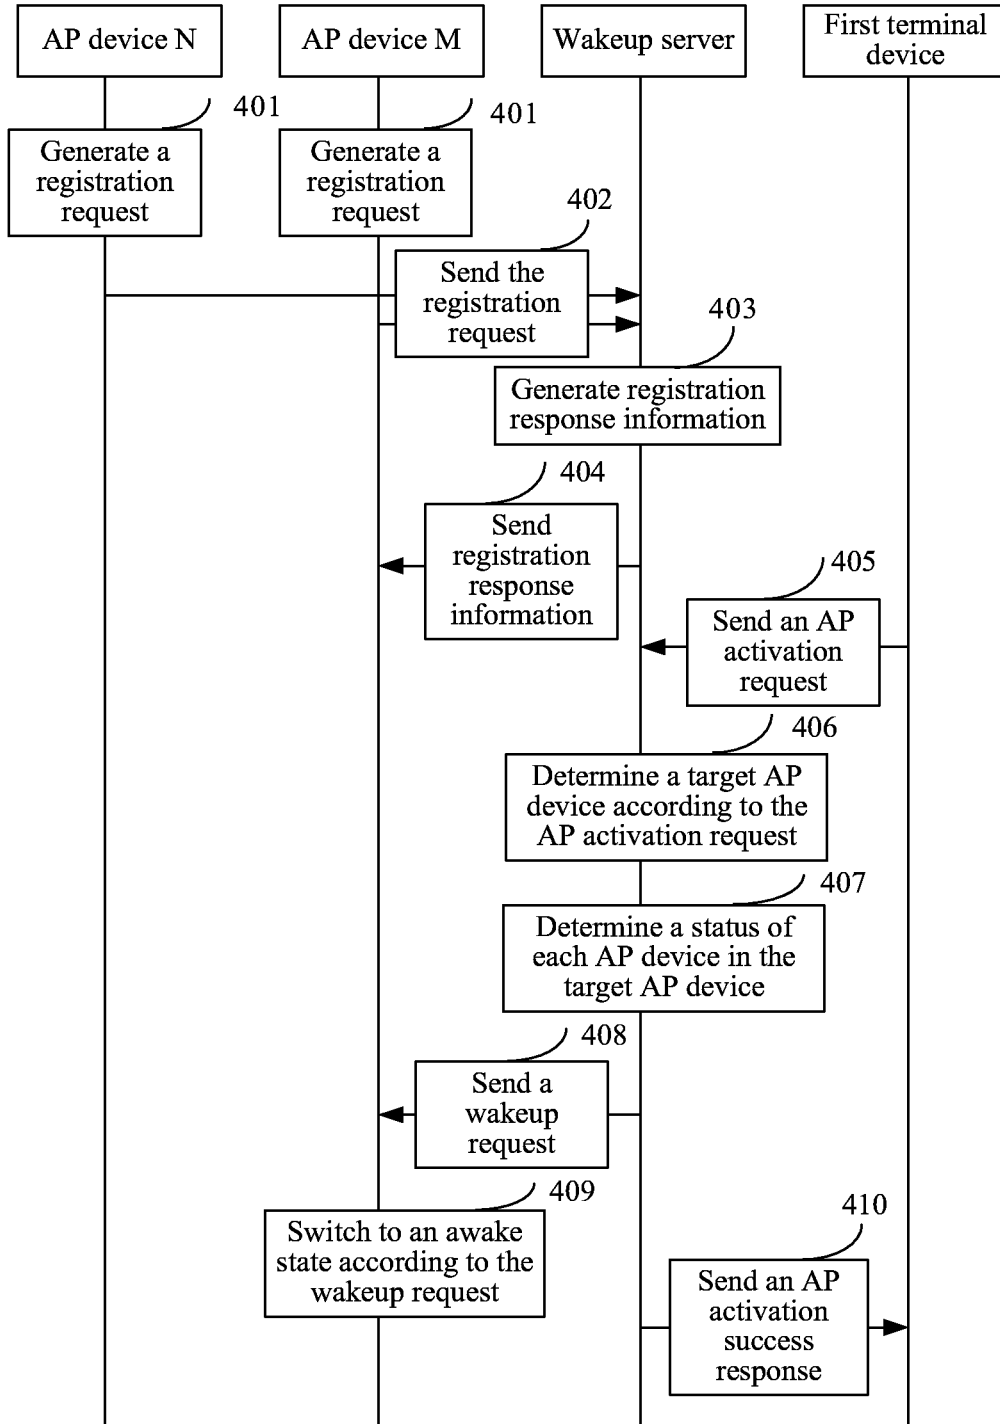 AP device N
AP device M
Wakeup server
First terminal
device
401
401
Generate a
registration
request
Generate a
registration
request
402
Send the
registration
request
403
Generate registration
response information
404
Send
registration
response
information
405
Send an AP
activation
request
406
Determine a target AP
device according to the
AP activation request
407
Determine a status of
each AP device in the
target AP device
408
Send a
wakeup
request
409
Switch to an awake
state according to the
wakeup request
410
Send an AP
activation
success
response